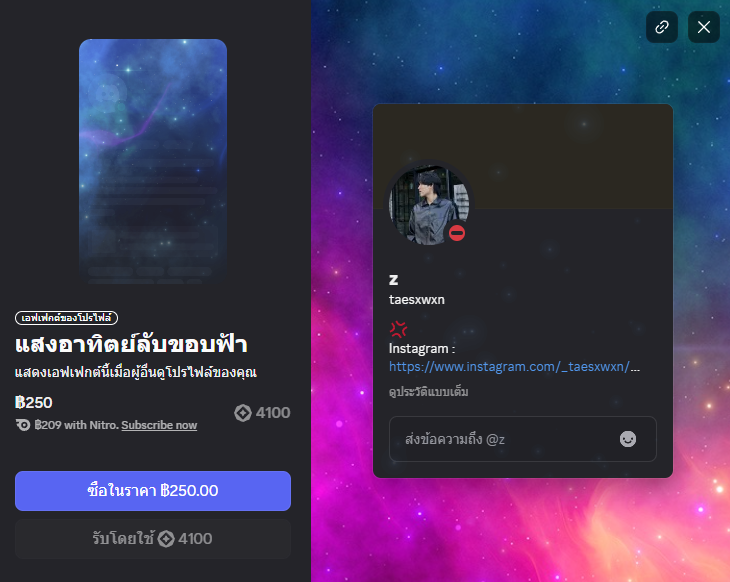 เอฟเฟกต์ของโปรไฟล์
แสงอาทิตย์ลับขอบฟ้า
แสดงเอฟเฟกต์นี้เมื่อผู้อื่นดูโปรไฟล์ของคุณ
฿250
฿209 with Nitro. Subscribe now
4100
ซื้อในราคา ฿250.00
รับโดยใช้ 4100
z
taesxwxn
Instagram :
https://www.instagram.com/_taesxwxn/...
ดูประวัติแบบเต็ม
ส่งข้อความถึง @z